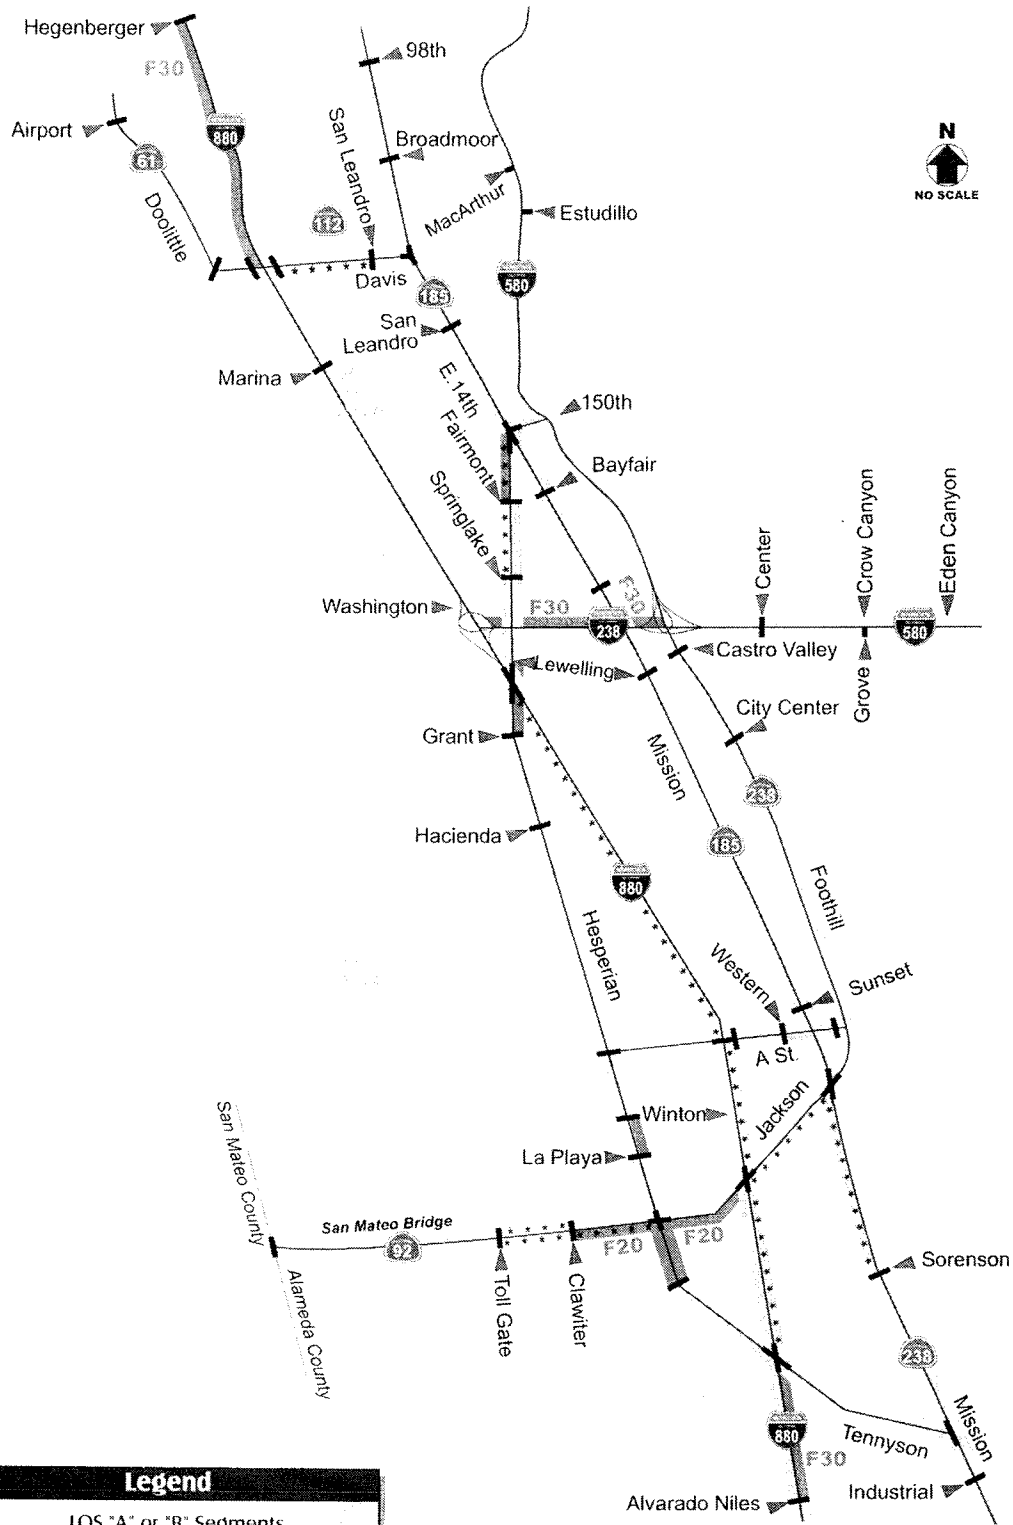 Hegenberger
F30
98th
Airport
880
San Leandro
Broadmoor
N
NO SCALE
61
MacArthur
Doolittle
112
Estudillo
Davis
580
185
San
Leandro
Marina
E.14th
150th
Fairmont
Bayfair
Springlake
Center
Crow Canyon
Eden Canyon
Washington
F30
F30
238
580
Lewelling
Castro Valley
Grove
City Center
Grant
Mission
238
Hacienda
185
880
Foothill
Hesperian
Western
Sunset
A St.
Jackson
Winton
San Mateo County
La Playa
San Mateo Bridge
92
F20
F20
Toll Gate
Clawiter
Alameda County
Sorenson
238
880
Tennyson
Mission
F30
Industrial
Alvarado Niles
Legend
LOS "A" or "B" Segments